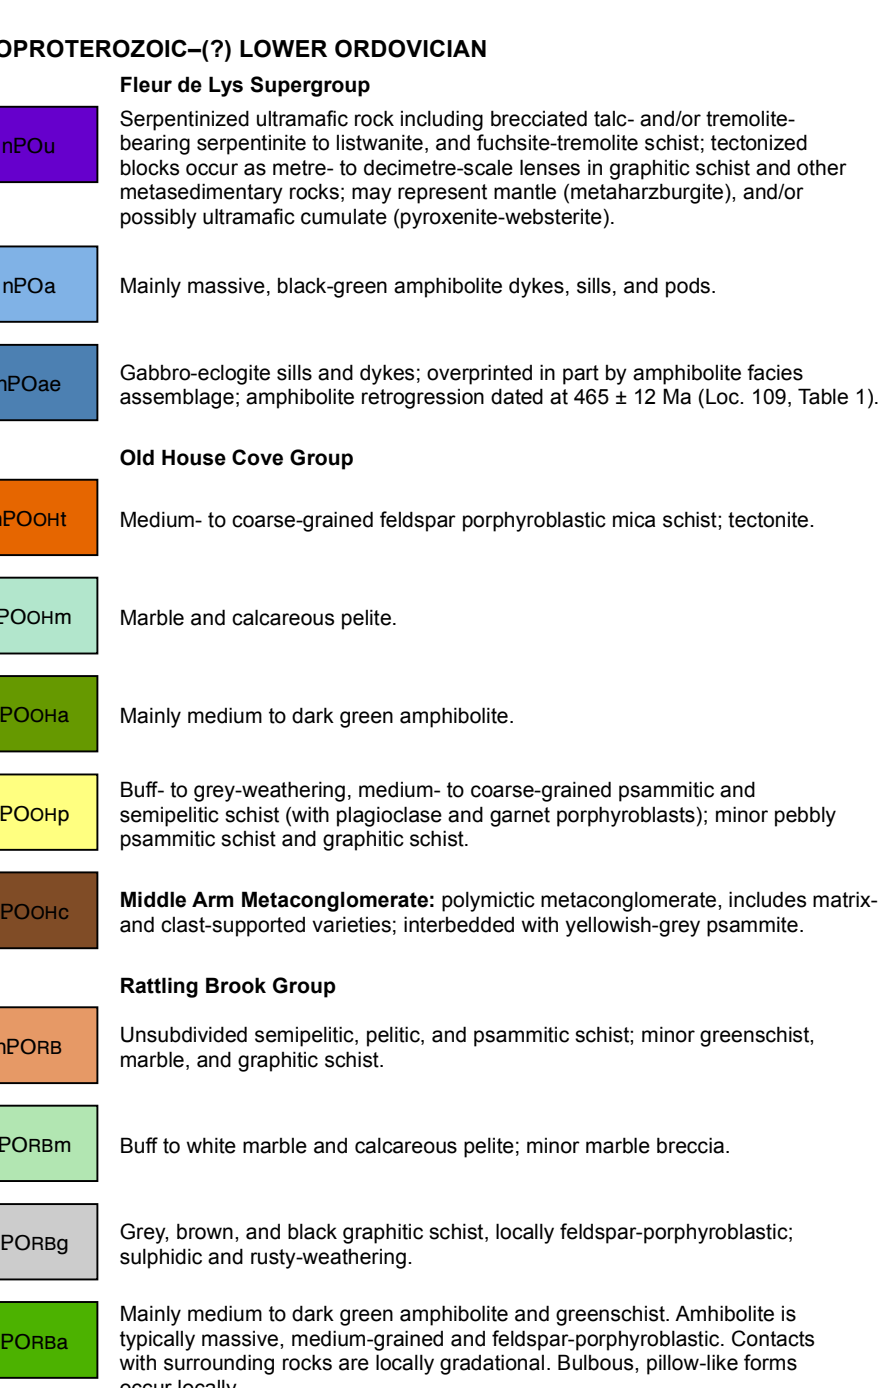 OPROTEROZOIC–(?) LOWER ORDOVICIAN
Fleur de Lys Supergroup
nPOu
Serpentinized ultramafic rock including brecciated talc- and/or tremolite-
bearing serpentinite to listwanite, and fuchsite-tremolite schist; tectonized
blocks occur as metre- to decimetre-scale lenses in graphitic schist and other
metasedimentary rocks; may represent mantle (metaharzburgite), and/or
possibly ultramafic cumulate (pyroxenite-websterite).
nPOa
Mainly massive, black-green amphibolite dykes, sills, and pods.
nPOae
Gabbro-eclogite sills and dykes; overprinted in part by amphibolite facies
assemblage; amphibolite retrogression dated at 465 ± 12 Ma (Loc. 109, Table 1).
Old House Cove Group
nPOOHt
Medium- to coarse-grained feldspar porphyroblastic mica schist; tectonite.
POOHm
Marble and calcareous pelite.
POOHa
Mainly medium to dark green amphibolite.
POOHp
Buff- to grey-weathering, medium- to coarse-grained psammitic and
semipelitic schist (with plagioclase and garnet porphyroblasts); minor pebbly
psammitic schist and graphitic schist.
POOHc
Middle Arm Metaconglomerate: polymictic metaconglomerate, includes matrix-
and clast-supported varieties; interbedded with yellowish-grey psammite.
Rattling Brook Group
nPORB
Unsubdivided semipelitic, pelitic, and psammitic schist; minor greenschist,
marble, and graphitic schist.
PORBm
Buff to white marble and calcareous pelite; minor marble breccia.
PORBg
Grey, brown, and black graphitic schist, locally feldspar-porphyroblastic;
sulphidic and rusty-weathering.
PORBa
Mainly medium to dark green amphibolite and greenschist. Amhibolite is
typically massive, medium-grained and feldspar-porphyroblastic. Contacts
with surrounding rocks are locally gradational. Bulbous, pillow-like forms
occur locally.